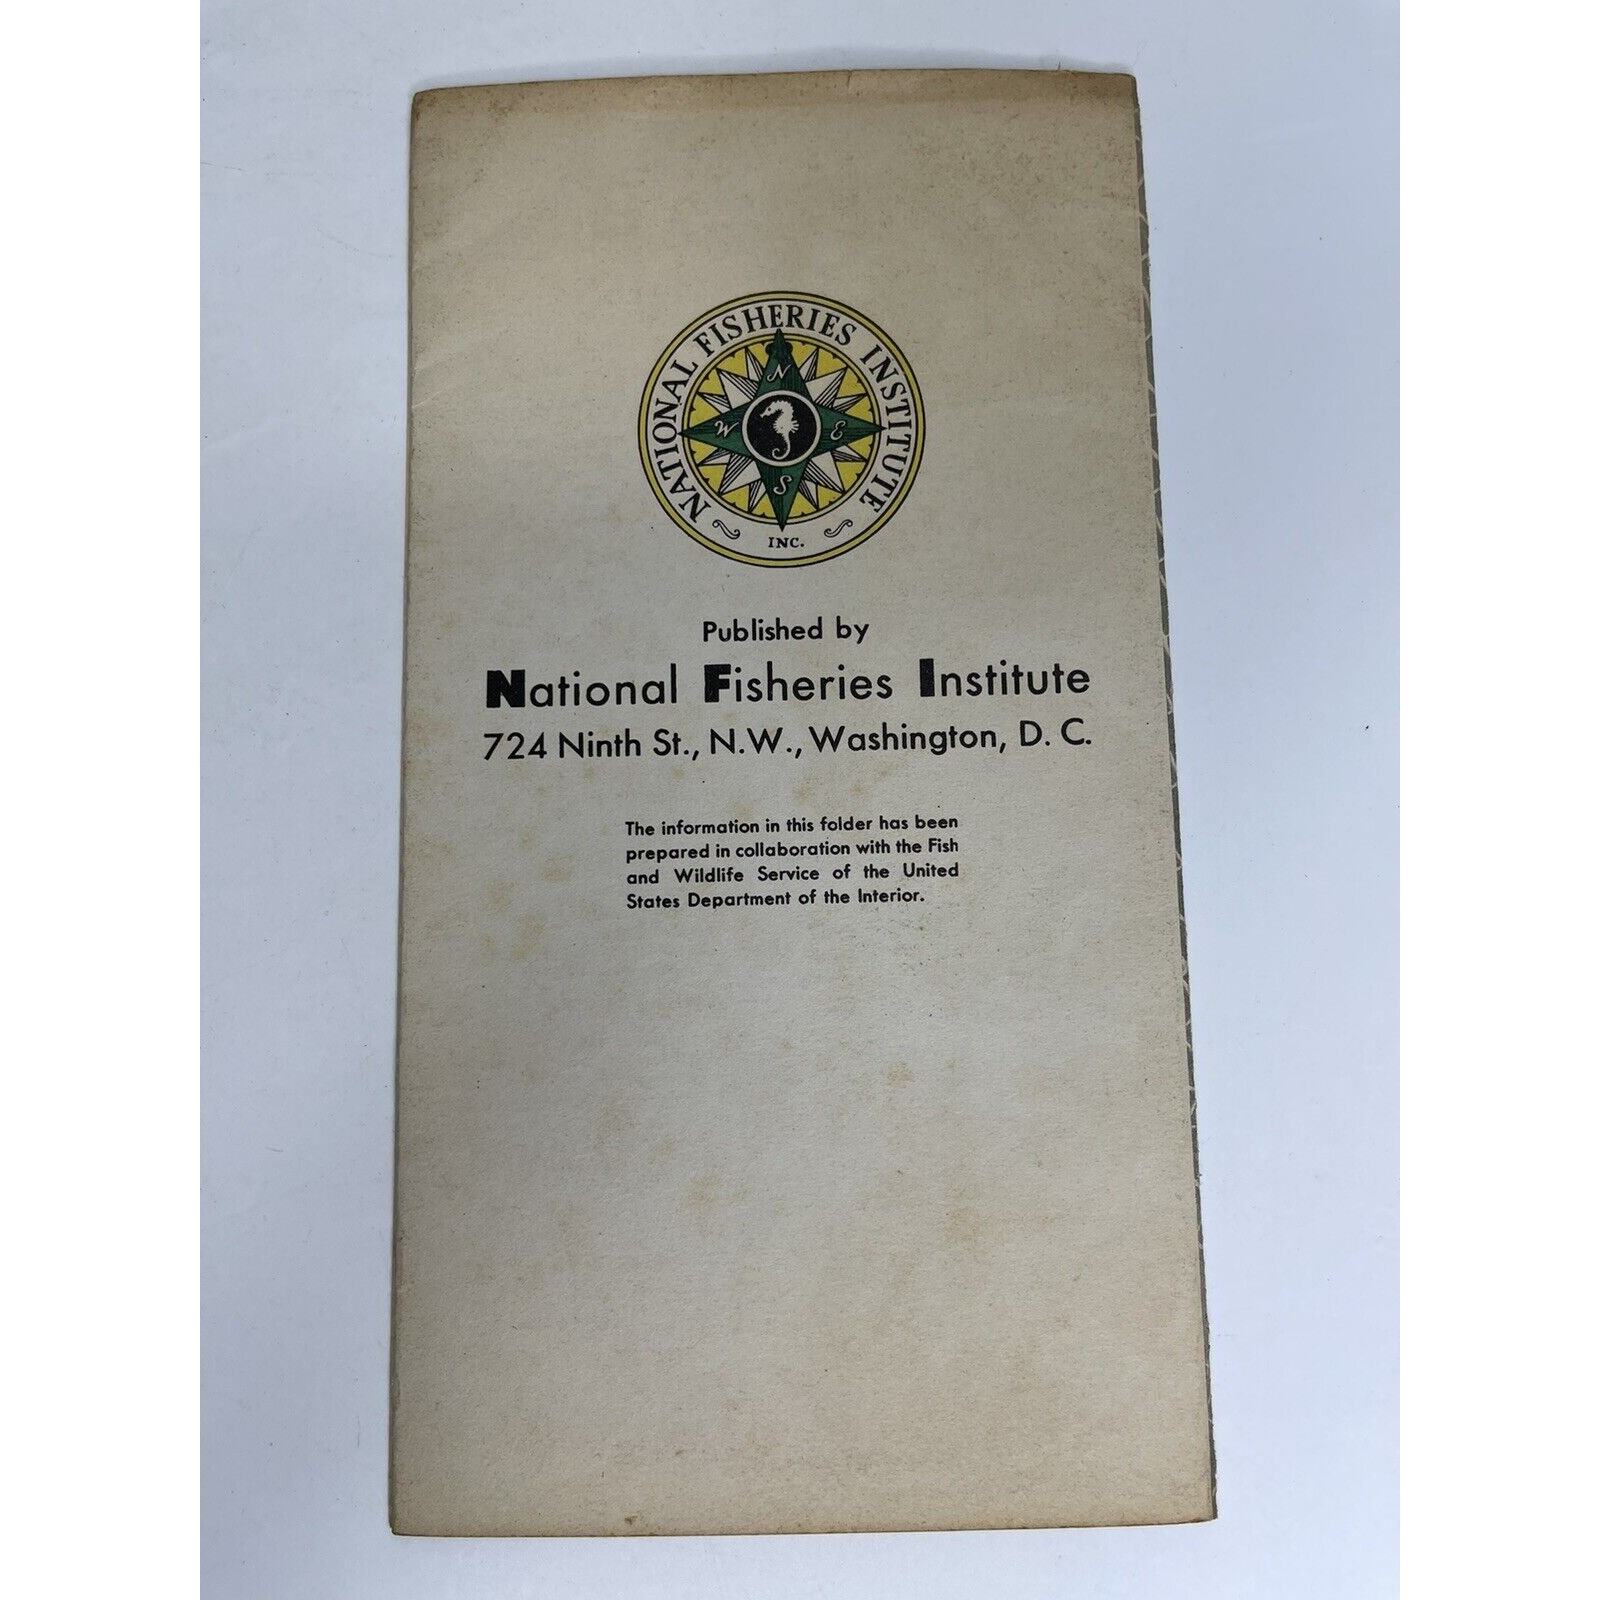 NATIONAL FISHERIES INSTITUTE
INC.
N
W E
S
Published by
National Fisheries Institute
724 Ninth St., N.W., Washington, D. C.
The information in this folder has been
prepared in collaboration with the Fish
and Wildlife Service of the United
States Department of the Interior.